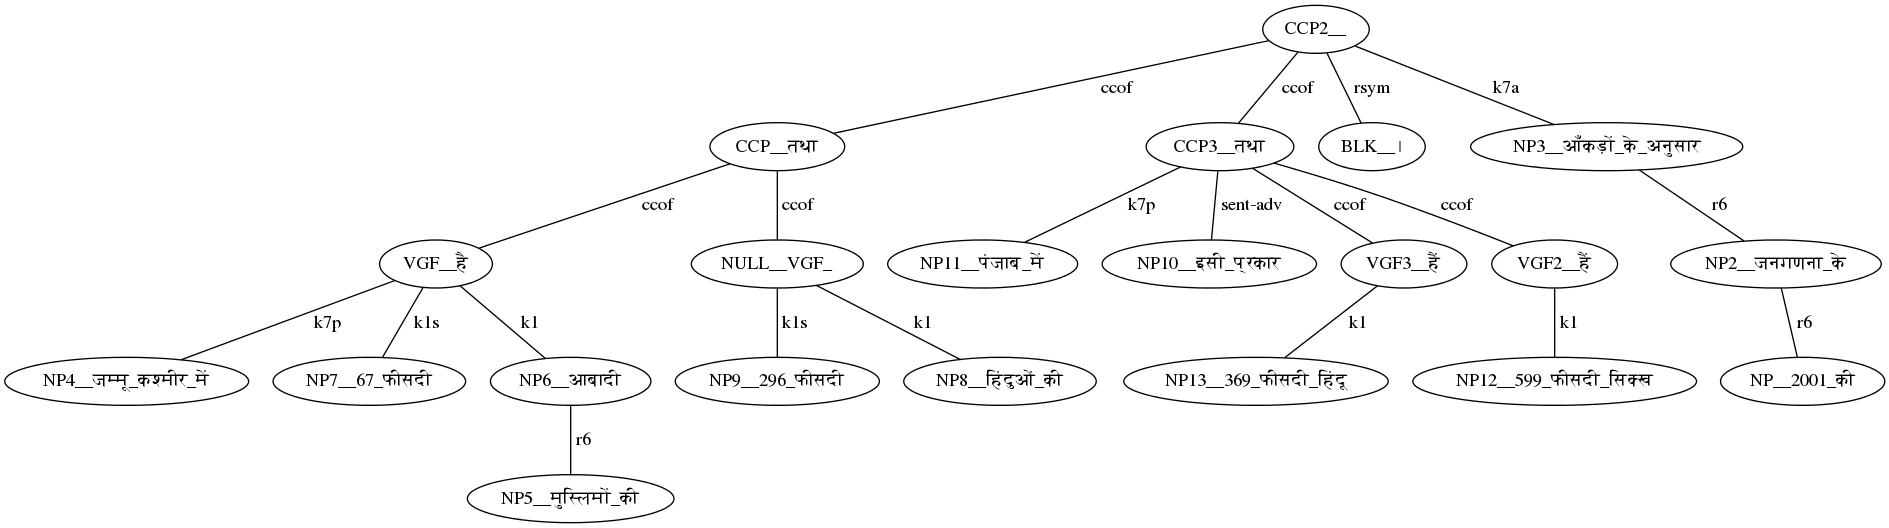 CCP2__
ccof ccof rsym k7a
CCP__तथा CCP3__तथा BLK__। NP3__आँकड़ों_के_अनुसार
ccof ccof k7p sent-adv ccof ccof r6
VGF__है NULL__VGF_ NP11__पंजाब_में NP10__इसी_प्रकार VGF3__हैं VGF2__हैं NP2__जनगणना_के
k7p k1s k1 k1s k1 k1 k1 r6
NP4__जम्मू_कश्मीर_में NP7__67_फीसदी NP6__आबादी NP9__296_फीसदी NP8__हिंदुओं_की NP13__369_फीसदी_हिंदू NP12__599_फीसदी_सिक्ख NP__2001_की
r6
NP5__मुस्लिमों_की